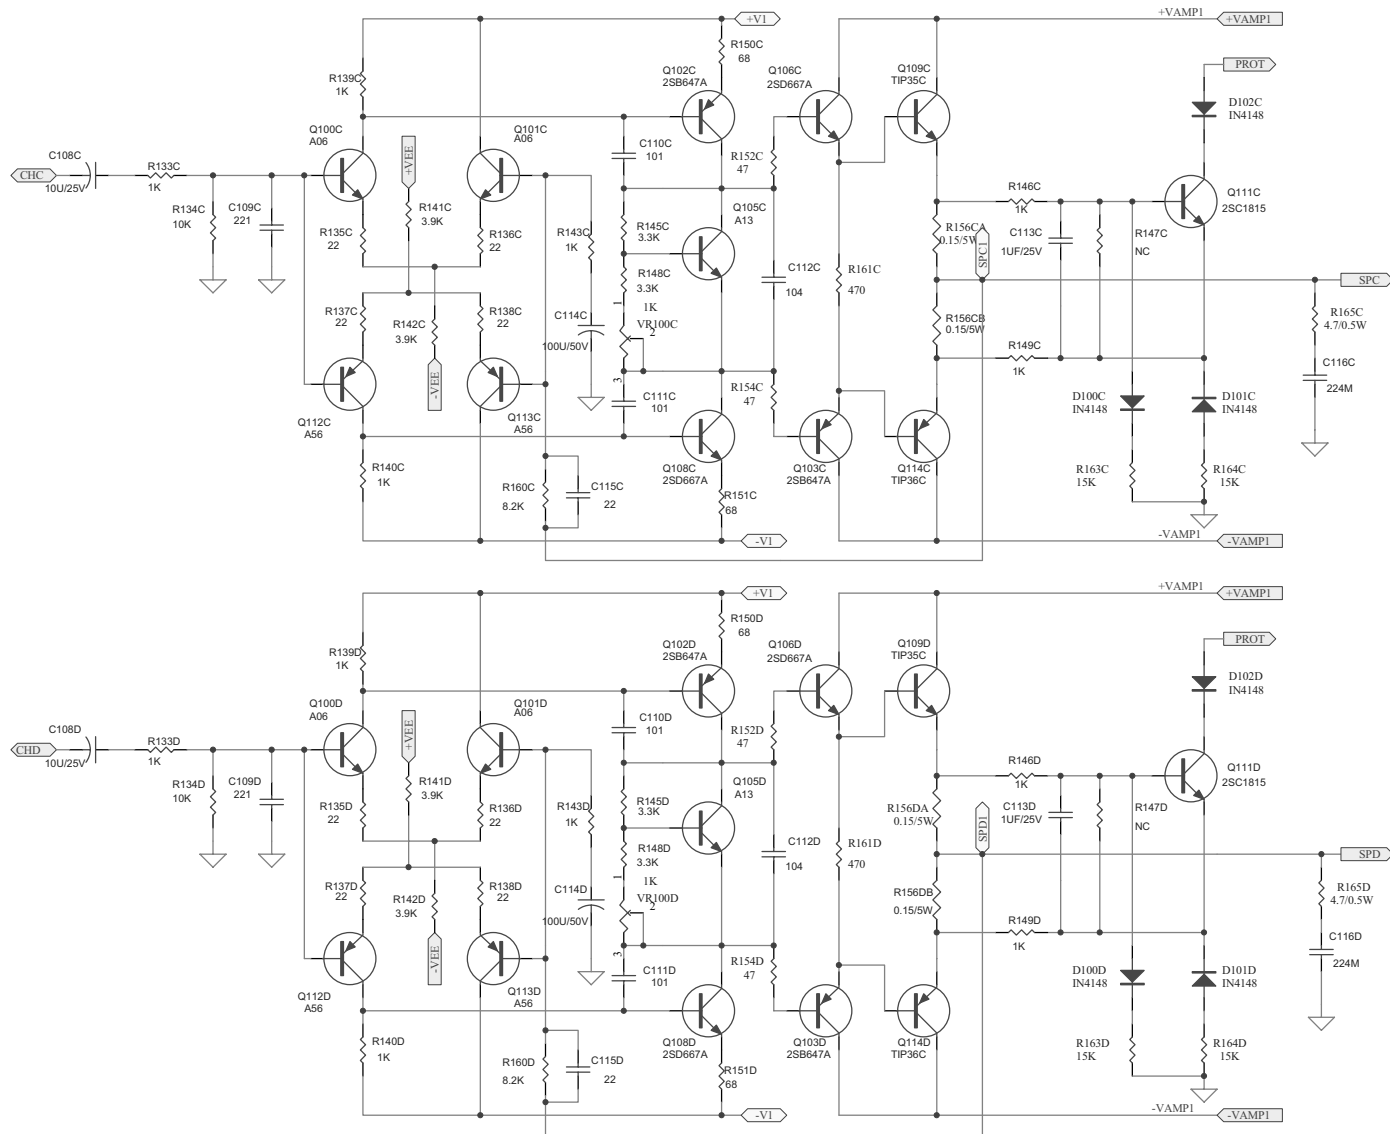 +V1
+VAMP1
+VAMP1
R150C
68
R139C
1K
Q102C
2SB647A
Q106C
2SD667A
Q109C
TIP35C
PROT
D102C
IN4148
Q100C
A06
Q101C
A06
C108C
10U/25V
CHC
R133C
1K
+VEE
C110C
101
R152C
47
R134C
10K
C109C
221
R141C
3.9K
R135C
22
R136C
22
R143C
1K
R145C
3.3K
Q105C
A13
R146C
1K
Q111C
2SC1815
R156CA
0.15/5W
SPC1
C113C
1UF/25V
R147C
NC
R148C
3.3K
C112C
104
R161C
470
SPC
R137C
22
R142C
3.9K
R138C
22
C114C
100U/50V
1
1K
VR100C
2
3
R156CB
0.15/5W
R149C
1K
R165C
4.7/0.5W
C116C
224M
-VEE
Q112C
A56
Q113C
A56
C111C
101
R154C
47
D100C
IN4148
D101C
IN4148
R140C
1K
R160C
8.2K
C115C
22
Q108C
2SD667A
Q103C
2SB647A
Q114C
TIP36C
R151C
68
R163C
15K
R164C
15K
-V1
-VAMP1
-VAMP1
+V1
+VAMP1
+VAMP1
R150D
68
R139D
1K
Q102D
2SB647A
Q106D
2SD667A
Q109D
TIP35C
PROT
D102D
IN4148
Q100D
A06
Q101D
A06
C108D
10U/25V
CHD
R133D
1K
+VEE
C110D
101
R152D
47
R134D
10K
C109D
221
R141D
3.9K
R135D
22
R136D
22
R143D
1K
R145D
3.3K
Q105D
A13
R146D
1K
Q111D
2SC1815
R156DA
0.15/5W
SPD1
C113D
1UF/25V
R147D
NC
R148D
3.3K
C112D
104
R161D
470
SPD
R137D
22
R142D
3.9K
R138D
22
C114D
100U/50V
1
1K
VR100D
2
3
R156DB
0.15/5W
R149D
1K
R165D
4.7/0.5W
C116D
224M
-VEE
Q112D
A56
Q113D
A56
C111D
101
R154D
47
D100D
IN4148
D101D
IN4148
R140D
1K
R160D
8.2K
C115D
22
Q108D
2SD667A
Q103D
2SB647A
Q114D
TIP36C
R151D
68
R163D
15K
R164D
15K
-V1
-VAMP1
-VAMP1